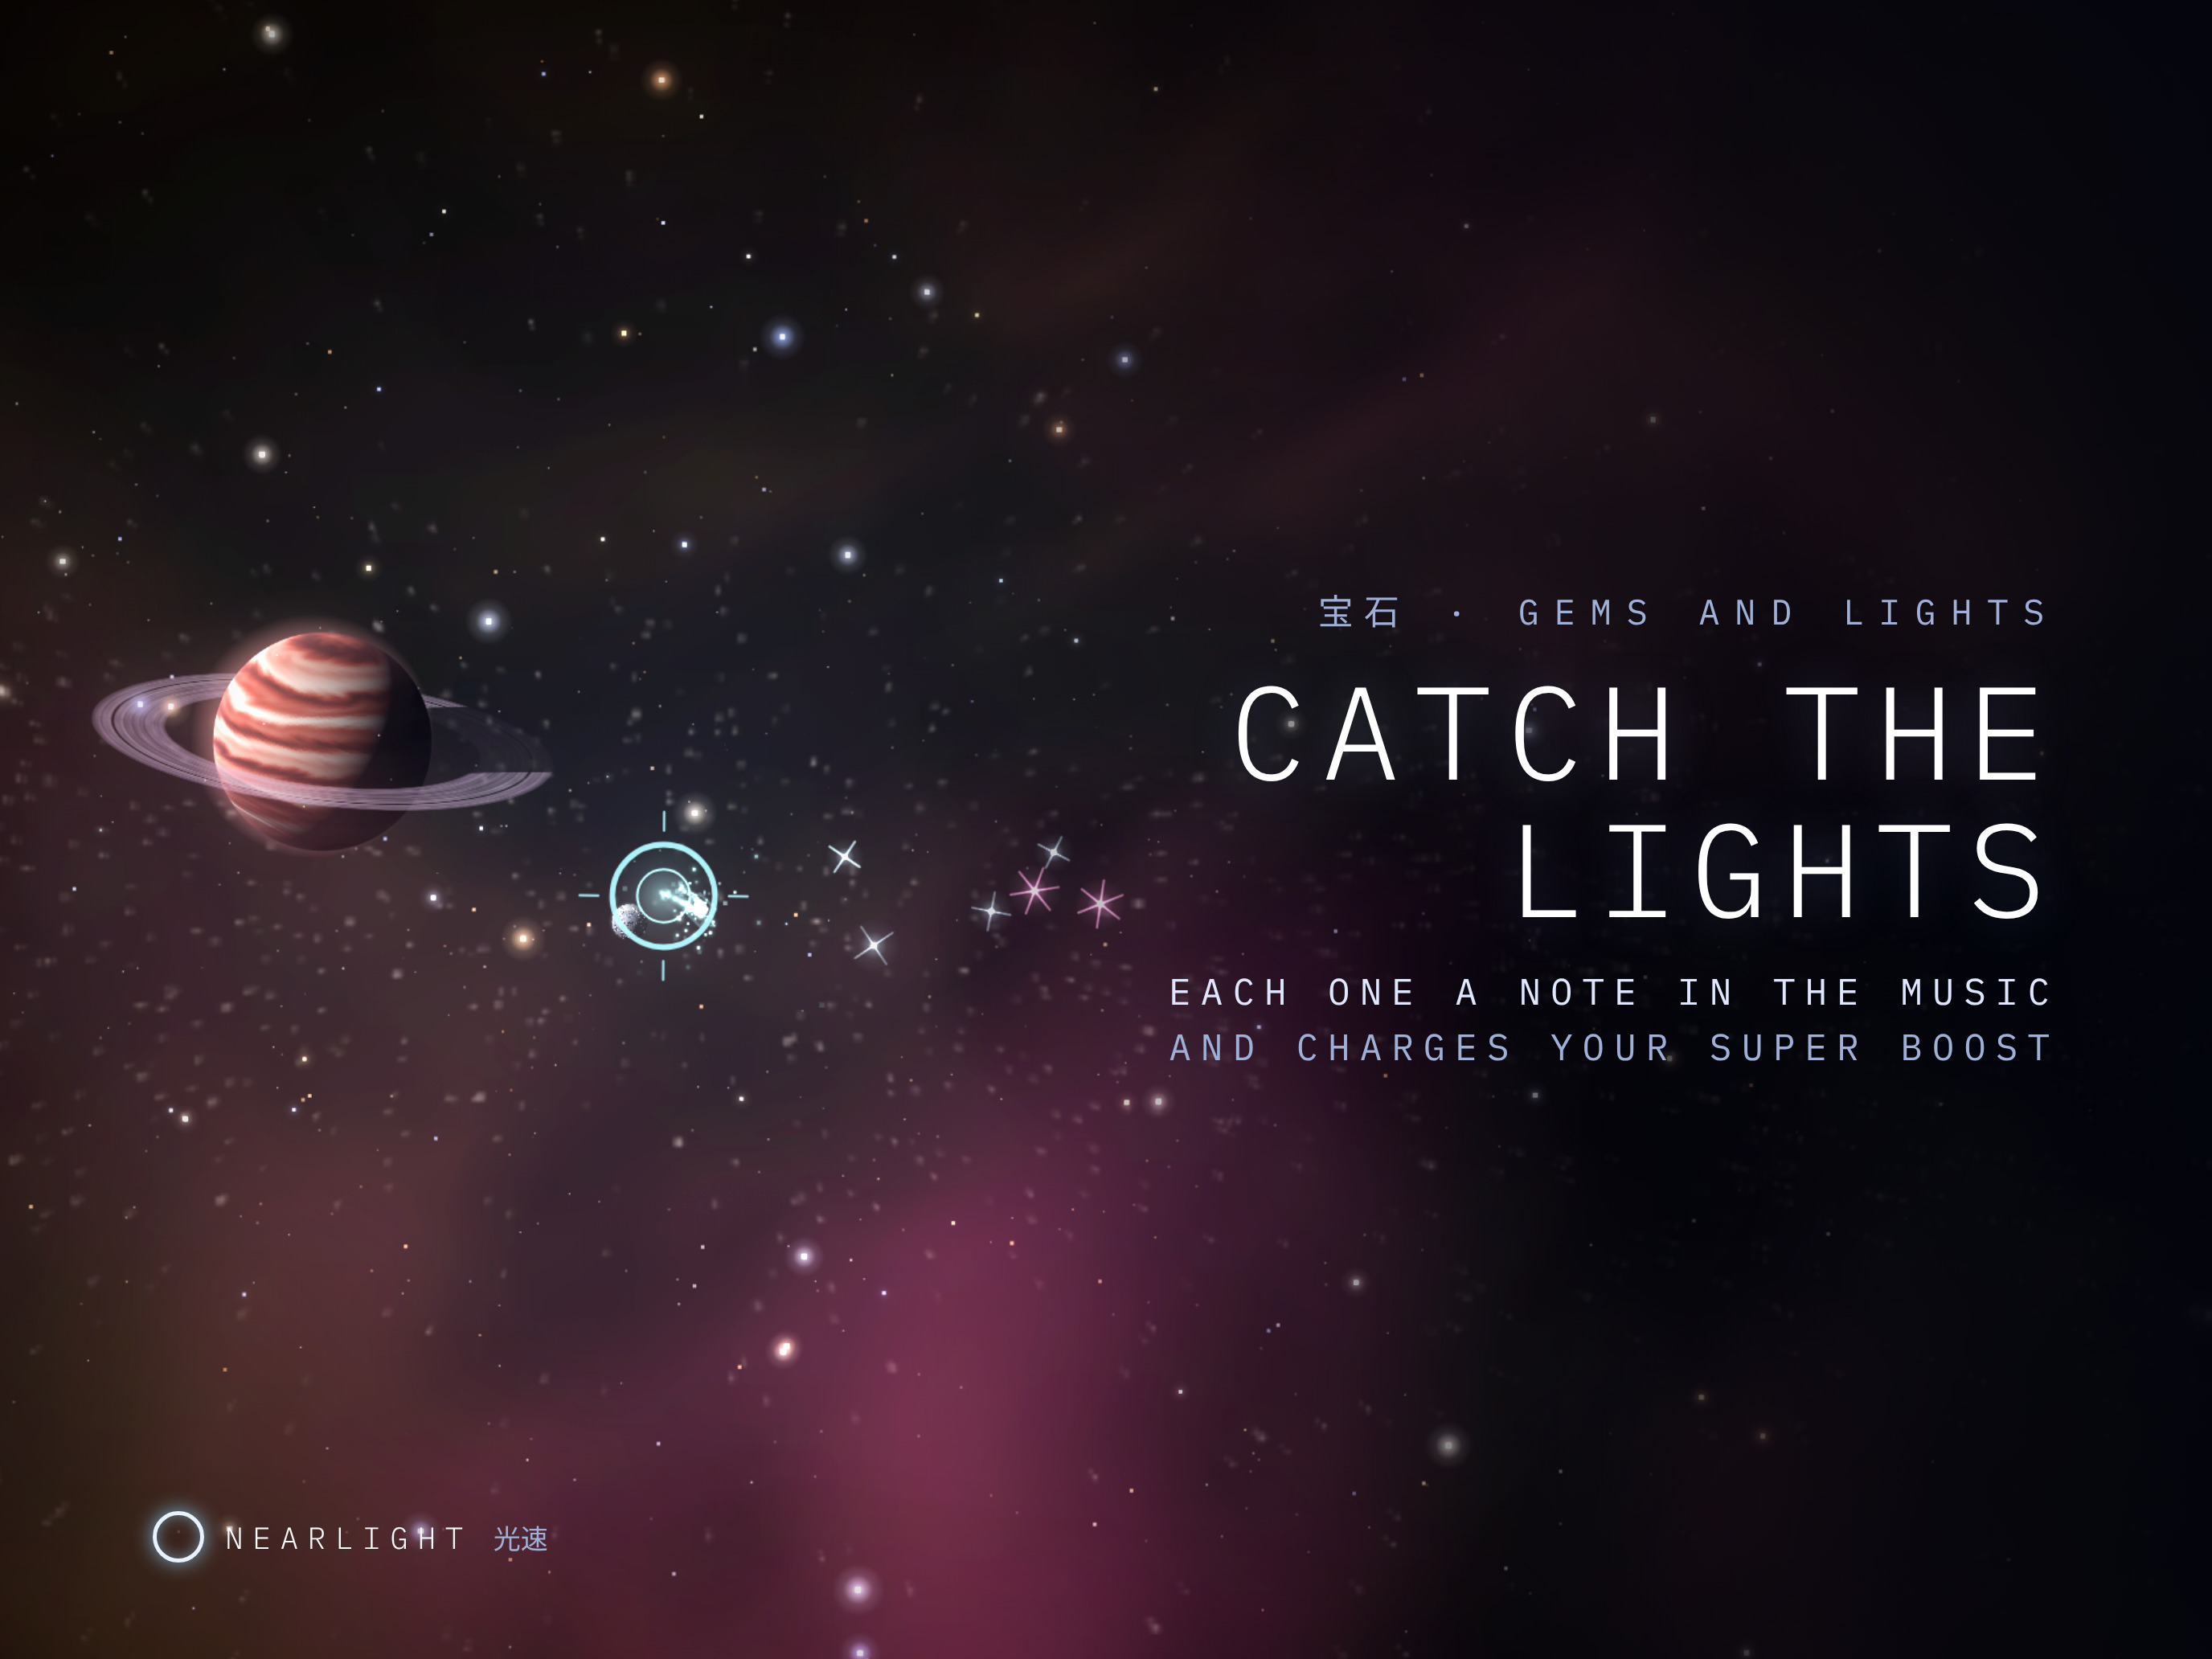 宝石 · GEMS AND LIGHTS
CATCH THE
LIGHTS
EACH ONE A NOTE IN THE MUSIC
AND CHARGES YOUR SUPER BOOST
NEARLIGHT 光速